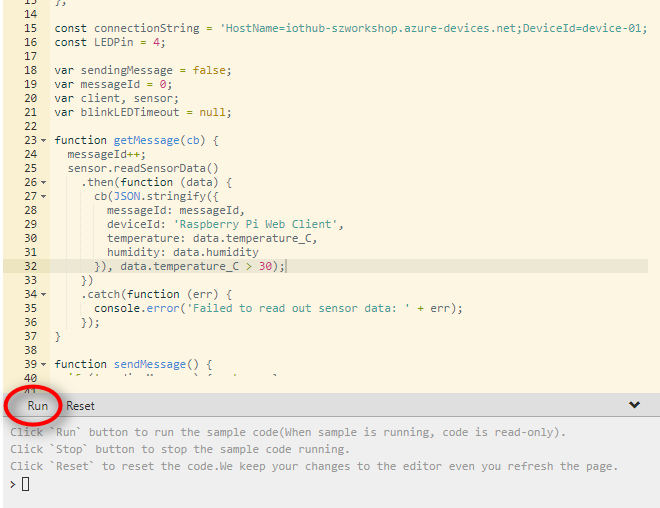 13 };
14
15 const connectionString = 'HostName=iothub-szworkshop.azure-devices.net;DeviceId=device-01;
16 const LEDPin = 4;
17
18 var sendingMessage = false;
19 var messageId = 0;
20 var client, sensor;
21 var blinkLEDTimeout = null;
22
23 function getMessage(cb) {
24 messageId++;
25 sensor.readSensorData()
26 .then(function (data) {
27 cb(JSON.stringify({
28 messageId: messageId,
29 deviceId: 'Raspberry Pi Web Client',
30 temperature: data.temperature_C,
31 humidity: data.humidity
32 }), data.temperature_C > 30);
33 })
34 .catch(function (err) {
35 console.error('Failed to read out sensor data: ' + err);
36 });
37 }
38
39 function sendMessage() {
40
Run Reset
Click `Run` button to run the sample code(When sample is running, code is read-only).
Click `Stop` button to stop the sample code running.
Click `Reset` to reset the code.We keep your changes to the editor even you refresh the page.
>